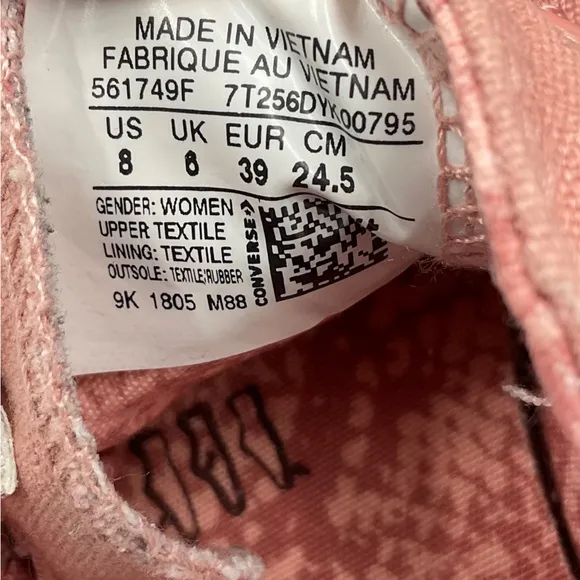 MADE IN VIETNAM
FABRIQUE AU VIETNAM
561749F 7T256DYK00795
US UK EUR CM
8 6 39 24.5
GENDER: WOMEN
UPPER TEXTILE
LINING: TEXTILE
OUTSOLE: TEXTILE/RUBBER
9K 1805 M88
CONVERSE